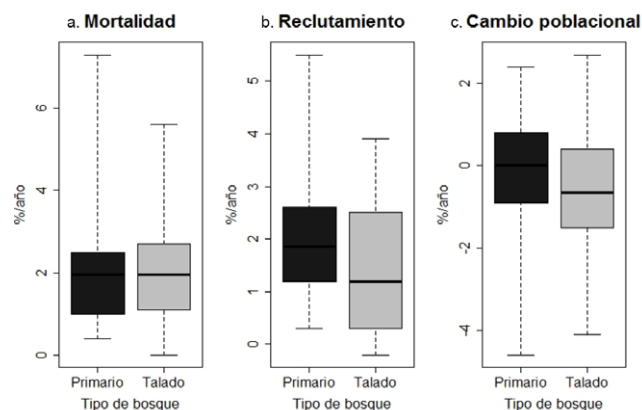 a. Mortalidad
%/año
6
4
2
0
Primario Talado
Tipo de bosque
b. Reclutamiento
%/año
5
4
3
2
1
0
Primario Talado
Tipo de bosque
c. Cambio poblacional
%/año
2
0
-2
-4
Primario Talado
Tipo de bosque